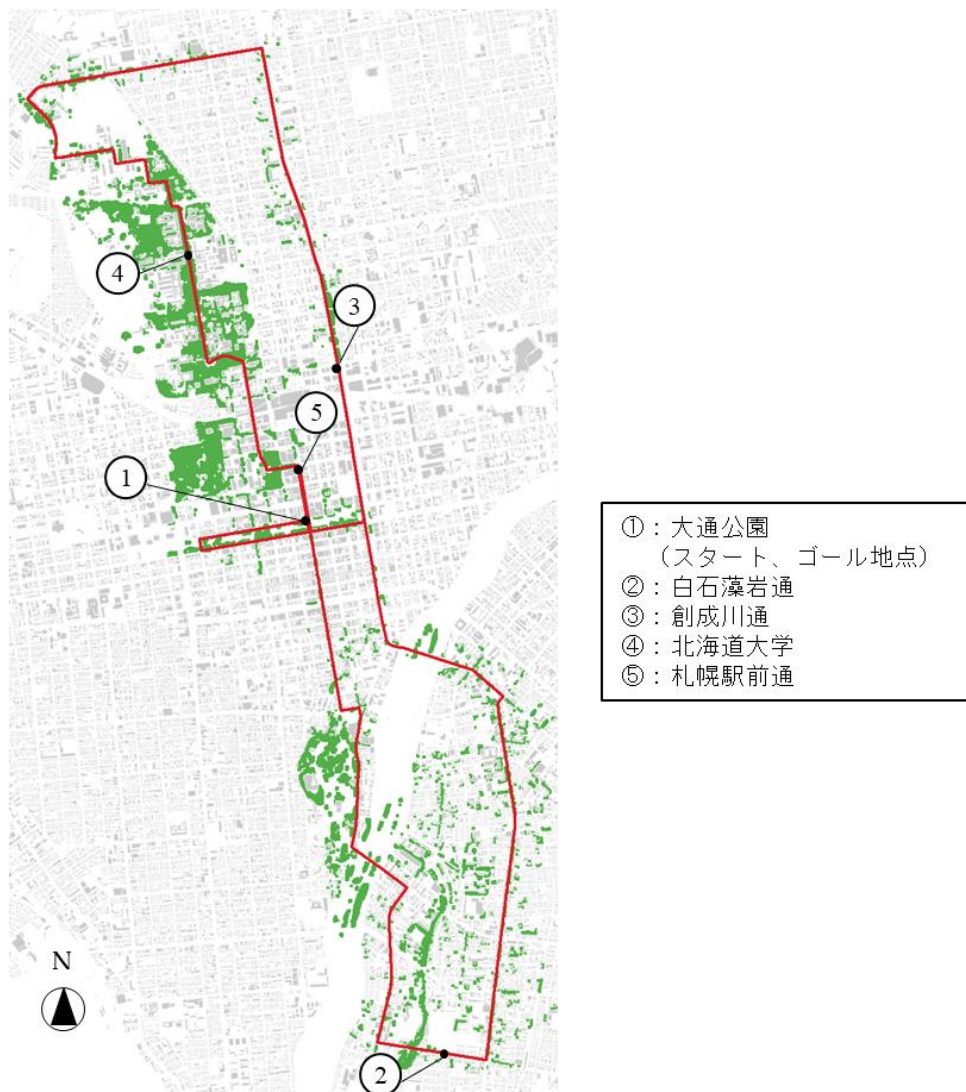 4
3
5
1
N
2
①：大通公園
（スタート、ゴール地点）
②：白石藻岩通
③：創成川通
④：北海道大学
⑤：札幌駅前通